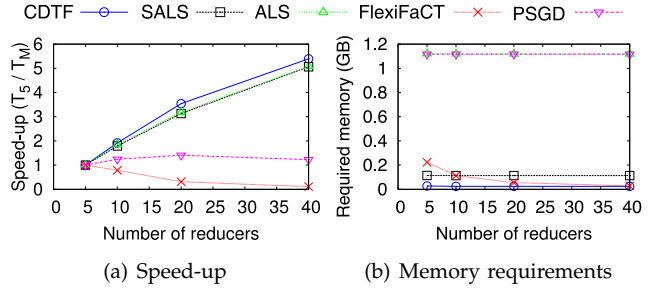 CDTF SALS ALS FlexiFaCT PSGD
Speed-up (T5 / TM)
6
5
4
3
2
1
0
0 5 10 15 20 25 30 35 40
Number of reducers
(a) Speed-up
Required memory (GB)
1.2
1
0.8
0.6
0.4
0.2
0
0 5 10 15 20 25 30 35 40
Number of reducers
(b) Memory requirements